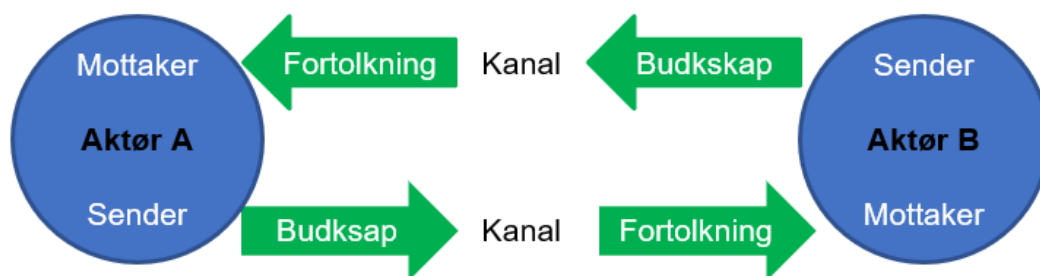 Mottaker Fortolkning Kanal Budkskap Sender
Aktør A Aktør B
Sender Budksap Kanal Fortolkning Mottaker